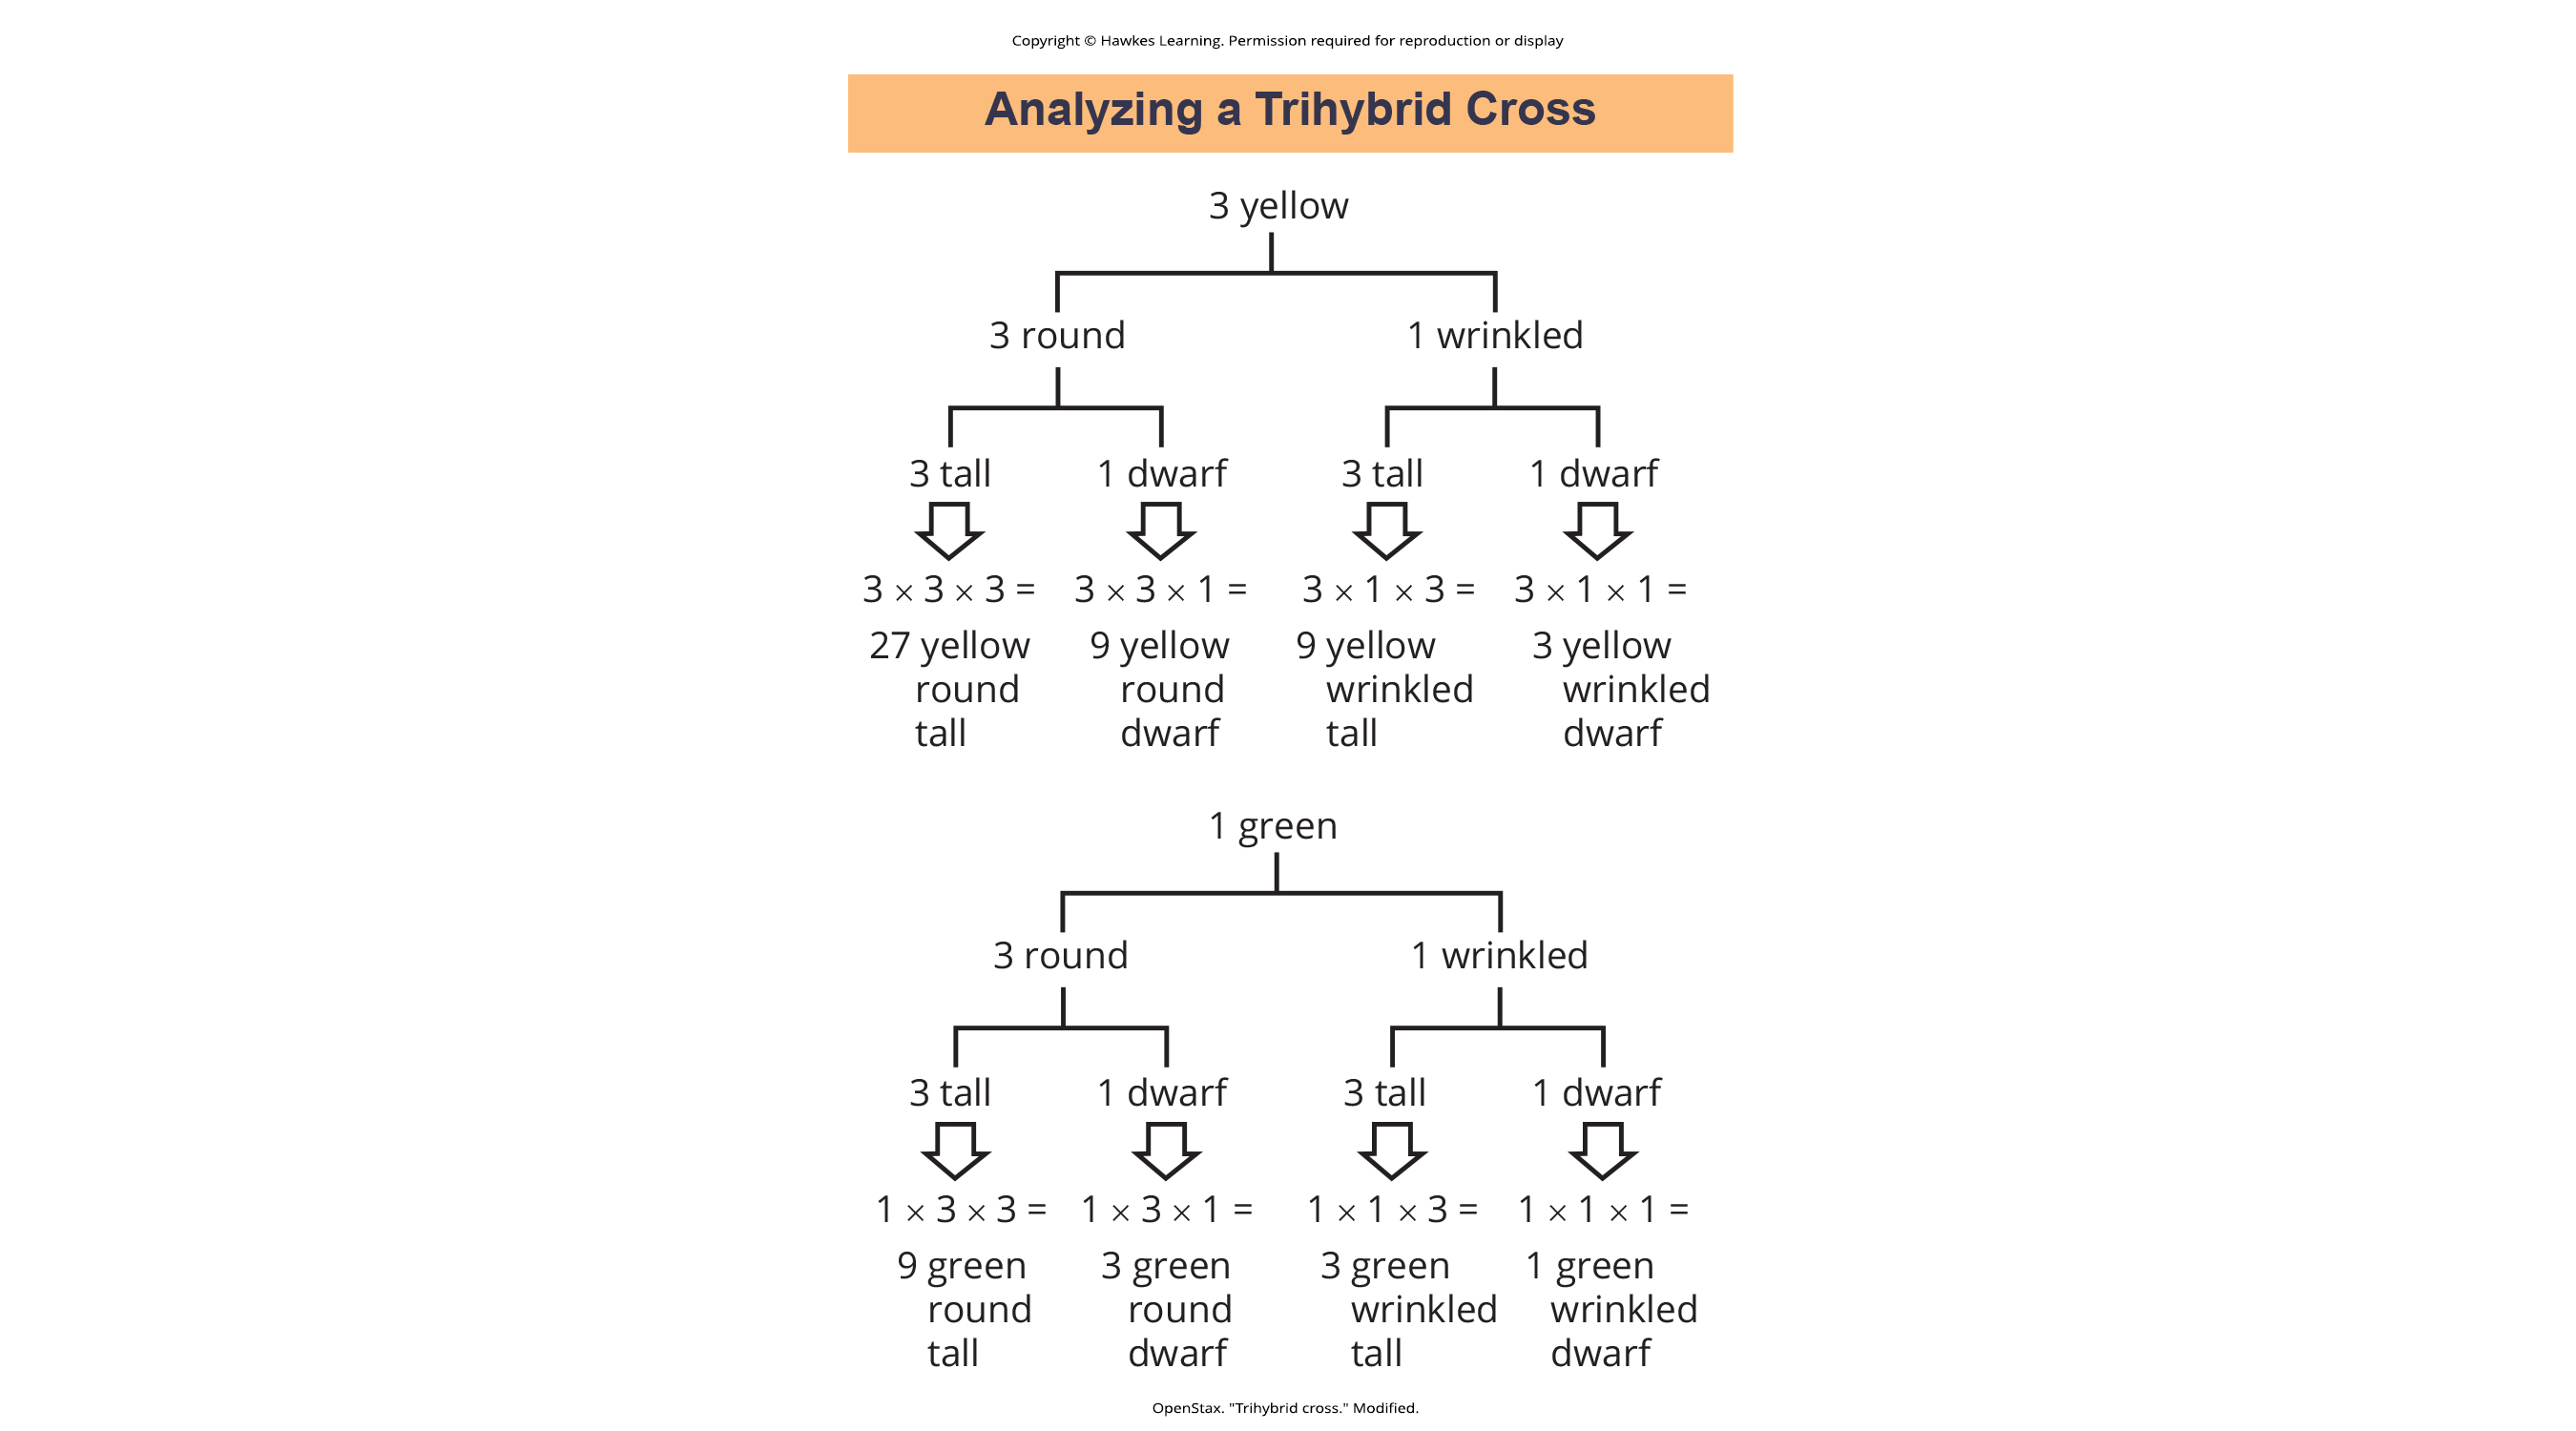 Copyright © Hawkes Learning. Permission required for reproduction or display
Analyzing a Trihybrid Cross
3 yellow
3 round
1 wrinkled
3 tall
1 dwarf
3 tall
1 dwarf
3 × 3 × 3 =
27 yellow
round
tall
3 × 3 × 1 =
9 yellow
round
dwarf
3 × 1 × 3 =
9 yellow
wrinkled
tall
3 × 1 × 1 =
3 yellow
wrinkled
dwarf
1 green
3 round
1 wrinkled
3 tall
1 dwarf
3 tall
1 dwarf
1 × 3 × 3 =
9 green
round
tall
1 × 3 × 1 =
3 green
round
dwarf
1 × 1 × 3 =
3 green
wrinkled
tall
1 × 1 × 1 =
1 green
wrinkled
dwarf
OpenStax. "Trihybrid cross." Modified.